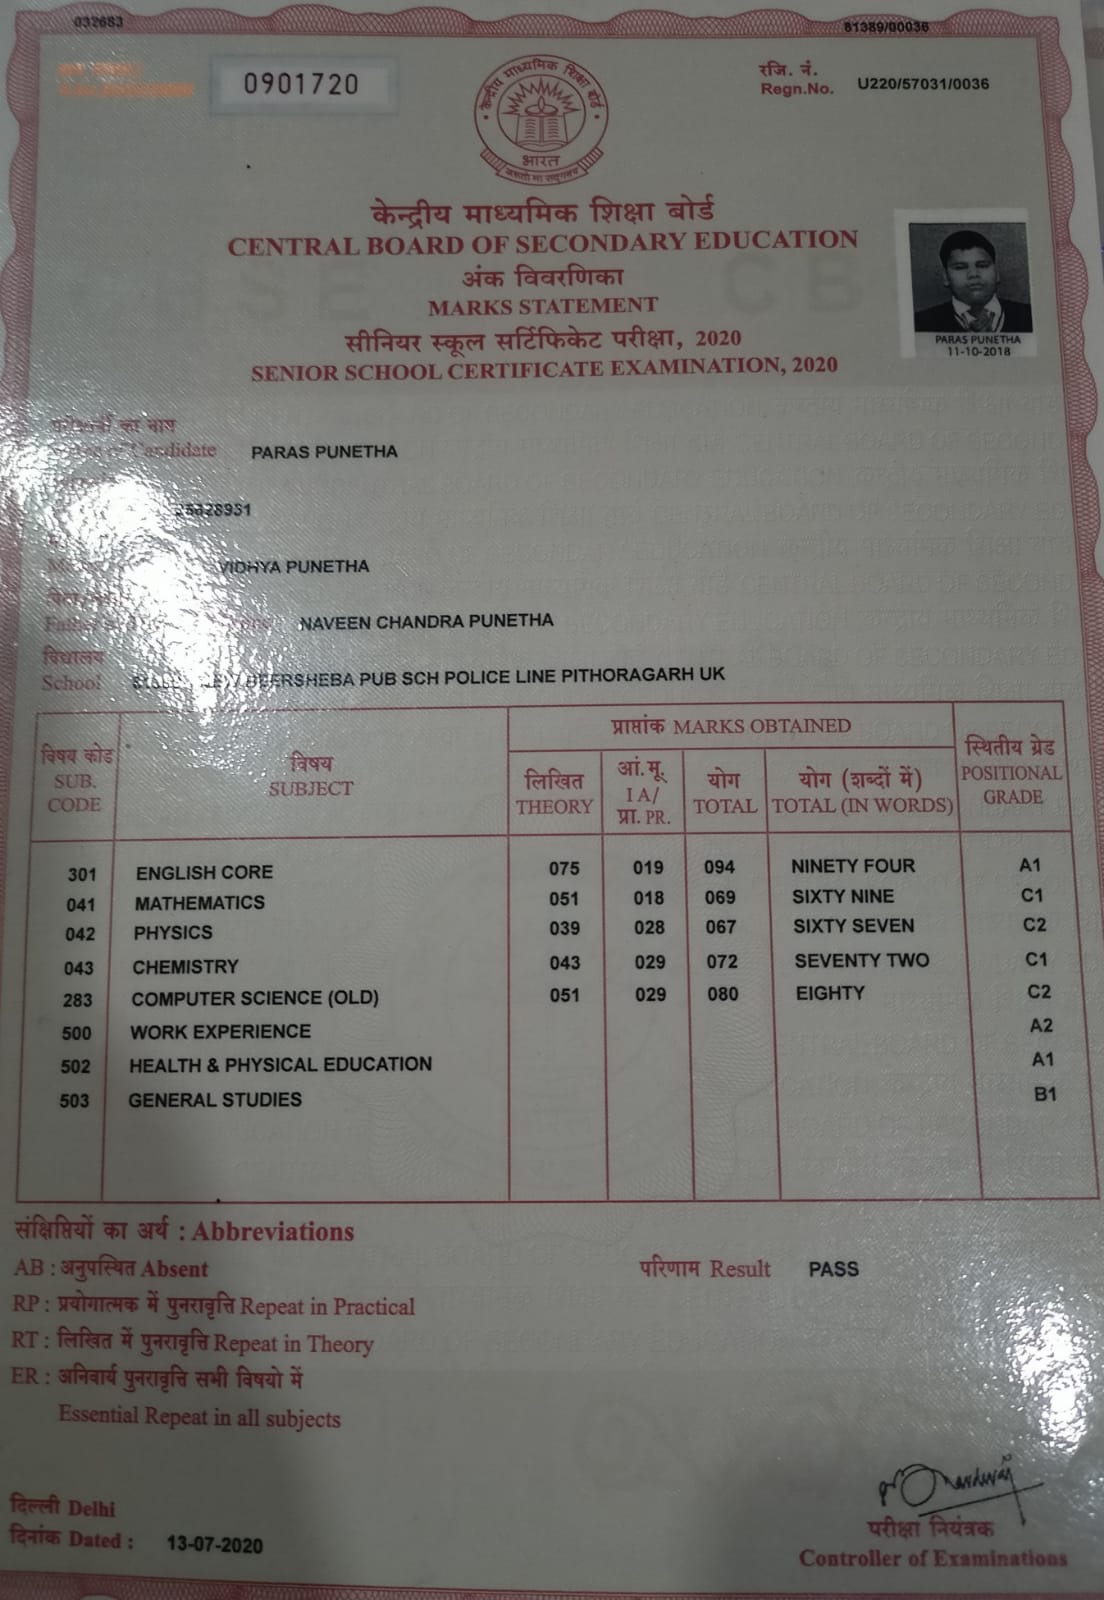 032683
81389/00036
0901720
रजि. नं.
Regn.No. U220/57031/0036
केन्द्रीय माध्यमिक शिक्षा बोर्ड
भारत
असतो मा सद्गमय
केन्द्रीय माध्यमिक शिक्षा बोर्ड
CENTRAL BOARD OF SECONDARY EDUCATION
अंक विवरणिका
MARKS STATEMENT
सीनियर स्कूल सर्टिफिकेट परीक्षा, 2020
SENIOR SCHOOL CERTIFICATE EXAMINATION, 2020
PARAS PUNETHA
11-10-2018
का नाम
of Candidate PARAS PUNETHA
VIDHYA PUNETHA
NAVEEN CHANDRA PUNETHA
विद्यालय
School BEERSHEBA PUB SCH POLICE LINE PITHORAGARH UK
विषय कोड SUB. CODE विषय SUBJECT प्राप्तांक MARKS OBTAINED स्थितीय ग्रेड POSITIONAL GRADE
लिखित THEORY आं.मू. I A/ प्रा. PR. योग TOTAL योग (शब्दों में) TOTAL (IN WORDS)
301 ENGLISH CORE 075 019 094 NINETY FOUR A1
041 MATHEMATICS 051 018 069 SIXTY NINE C1
042 PHYSICS 039 028 067 SIXTY SEVEN C2
043 CHEMISTRY 043 029 072 SEVENTY TWO C1
283 COMPUTER SCIENCE (OLD) 051 029 080 EIGHTY C2
500 WORK EXPERIENCE A2
502 HEALTH & PHYSICAL EDUCATION A1
503 GENERAL STUDIES B1
संक्षिप्तियों का अर्थ : Abbreviations
AB : अनुपस्थित Absent
परिणाम Result PASS
RP : प्रयोगात्मक में पुनरावृत्ति Repeat in Practical
RT : लिखित में पुनरावृत्ति Repeat in Theory
ER : अनिवार्य पुनरावृत्ति सभी विषयो में
Essential Repeat in all subjects
दिल्ली Delhi
दिनांक Dated : 13-07-2020
परीक्षा नियंत्रक
Controller of Examinations